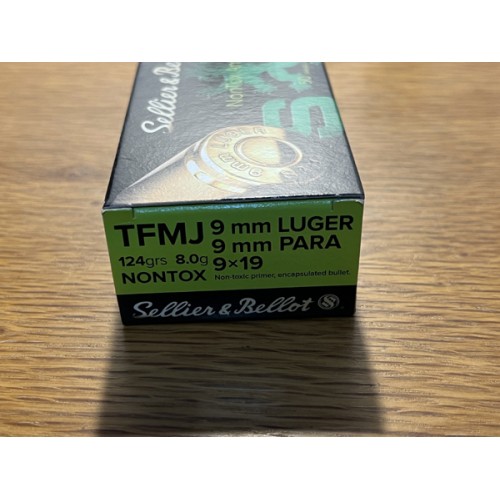 Sellier & Bellot
TFMJ 9 mm LUGER
9 mm PARA
124grs 8.0g 9×19
NONTOX Non-toxic primer, encapsulated bullet.
Sellier & Bellot